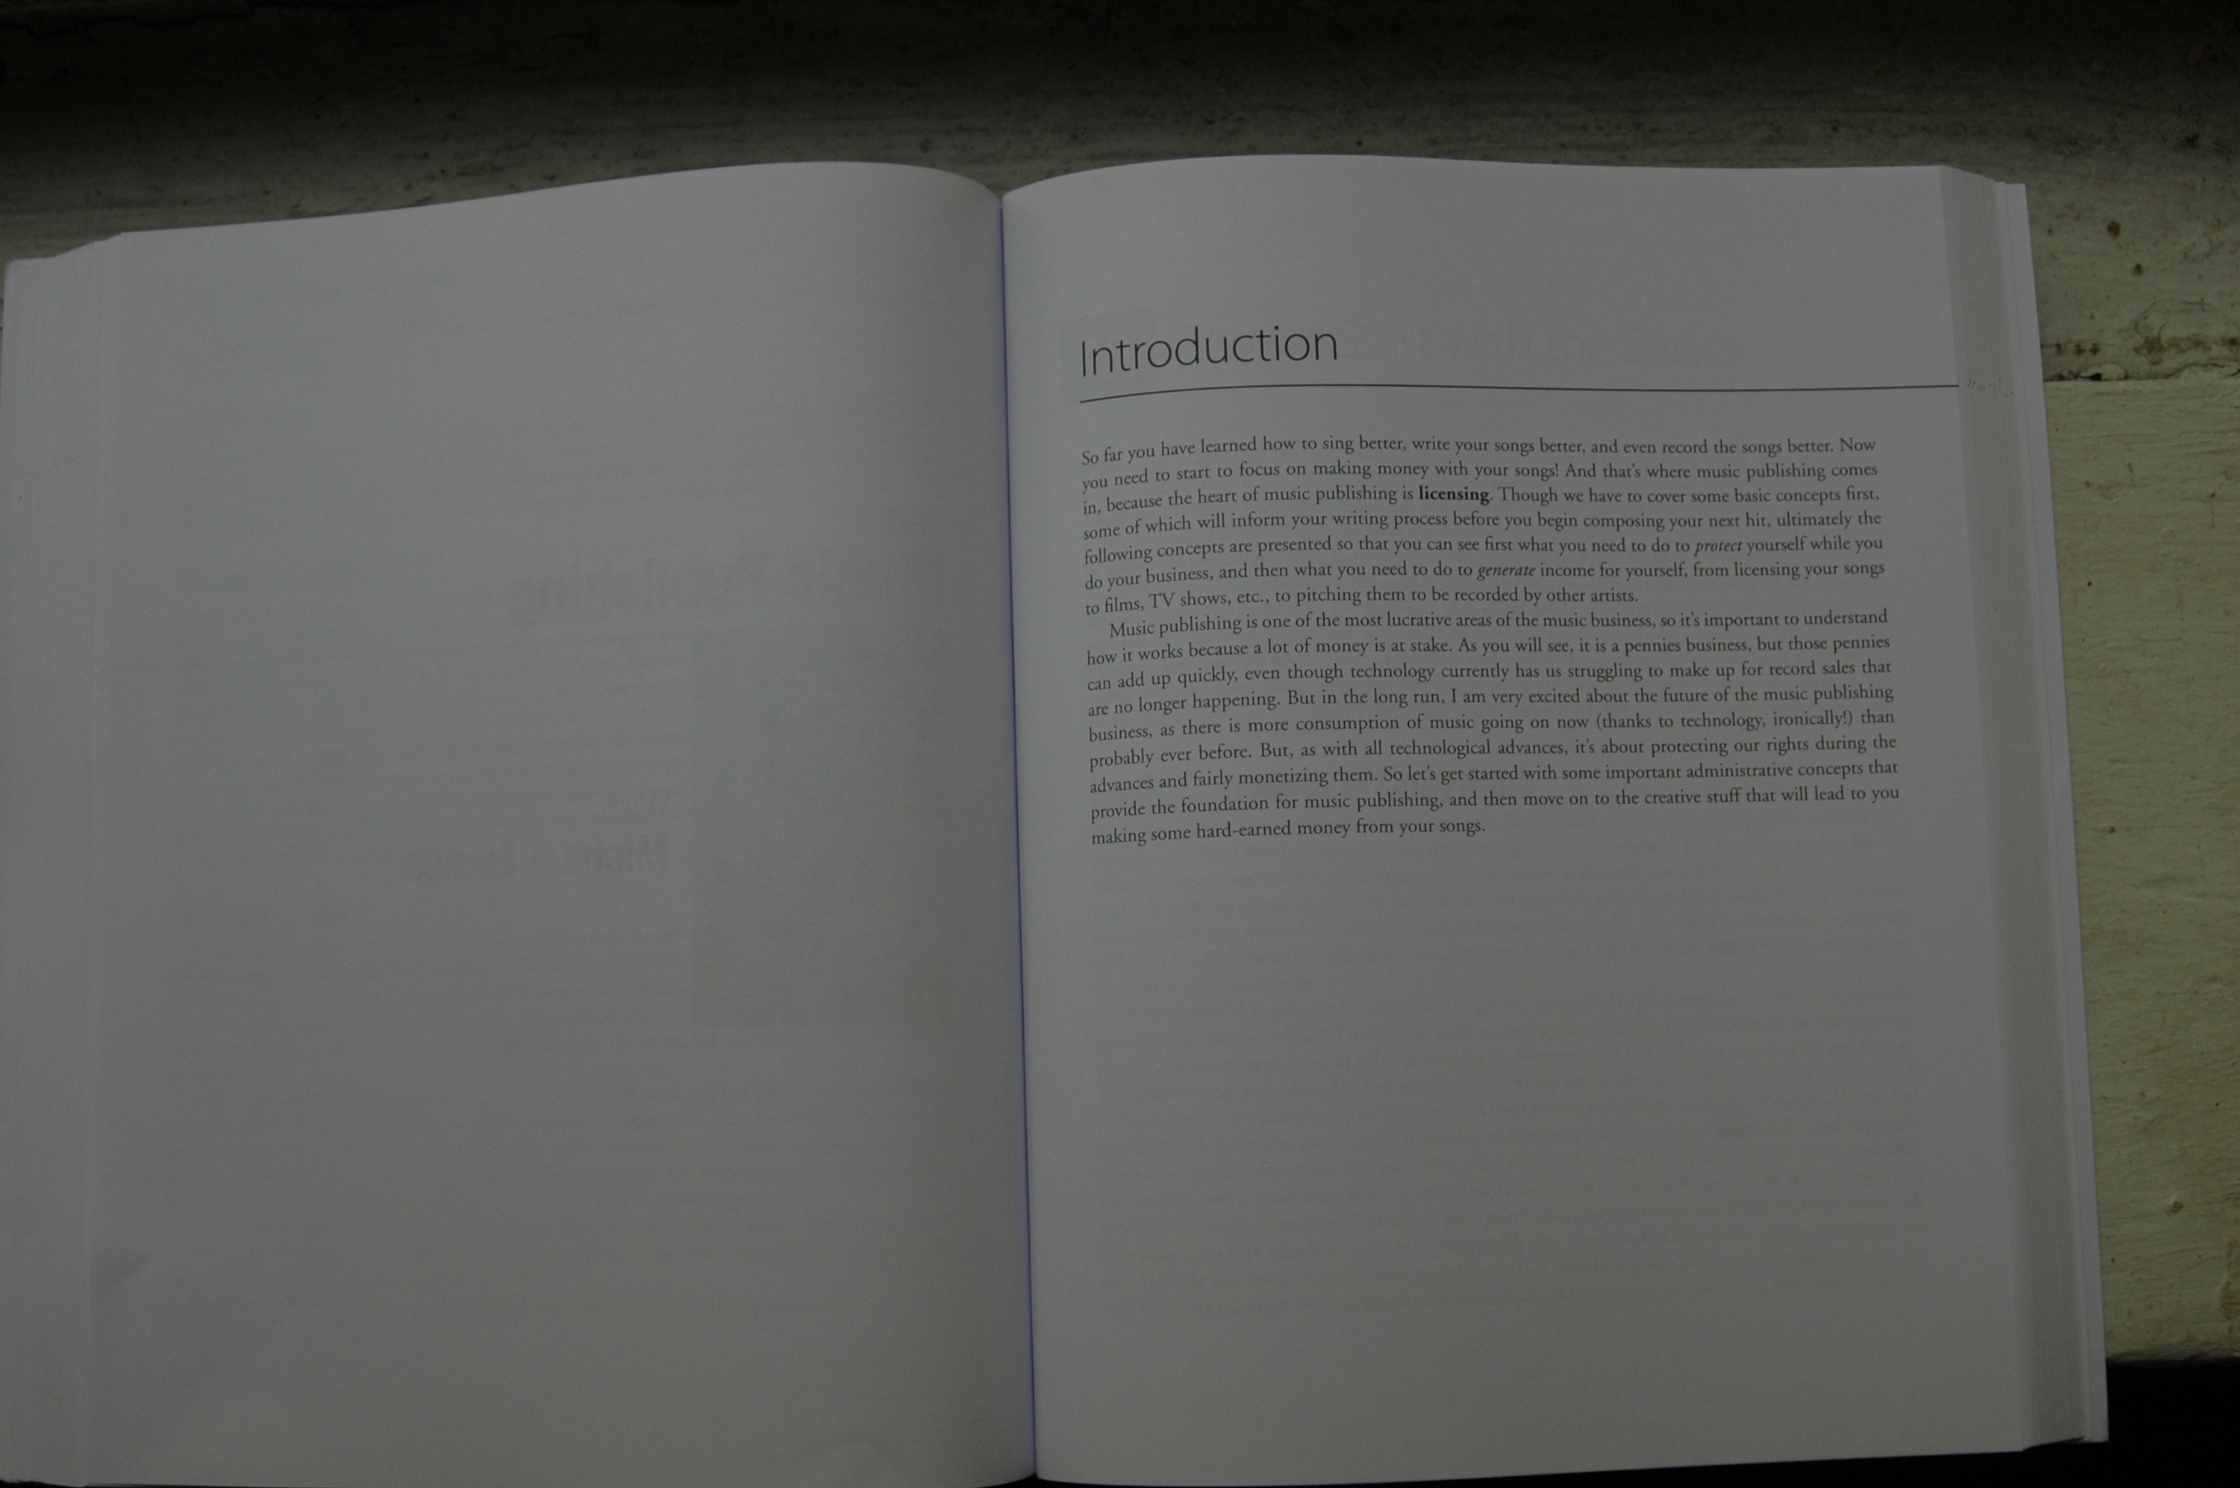 Introduction
So far you have learned how to sing better, write your songs better, and even record the songs better. Now
you need to start to focus on making money with your songs! And that's where music publishing comes
in, because the heart of music publishing is licensing. Though we have to cover some basic concepts first,
some of which will inform your writing process before you begin composing your next hit, ultimately the
following concepts are presented so that you can see first what you need to do to protect yourself while you
do your business, and then what you need to do to generate income for yourself, from licensing your songs
to films, TV shows, etc., to pitching them to be recorded by other artists.
Music publishing is one of the most lucrative areas of the music business, so it's important to understand
how it works because a lot of money is at stake. As you will see, it is a pennies business, but those pennies
can add up quickly, even though technology currently has us struggling to make up for record sales that
are no longer happening. But in the long run, I am very excited about the future of the music publishing
business, as there is more consumption of music going on now (thanks to technology, ironically!) than
probably ever before. But, as with all technological advances, it's about protecting our rights during the
advances and fairly monetizing them. So let's get started with some important administrative concepts that
provide the foundation for music publishing, and then move on to the creative stuff that will lead to you
making some hard-earned money from your songs.